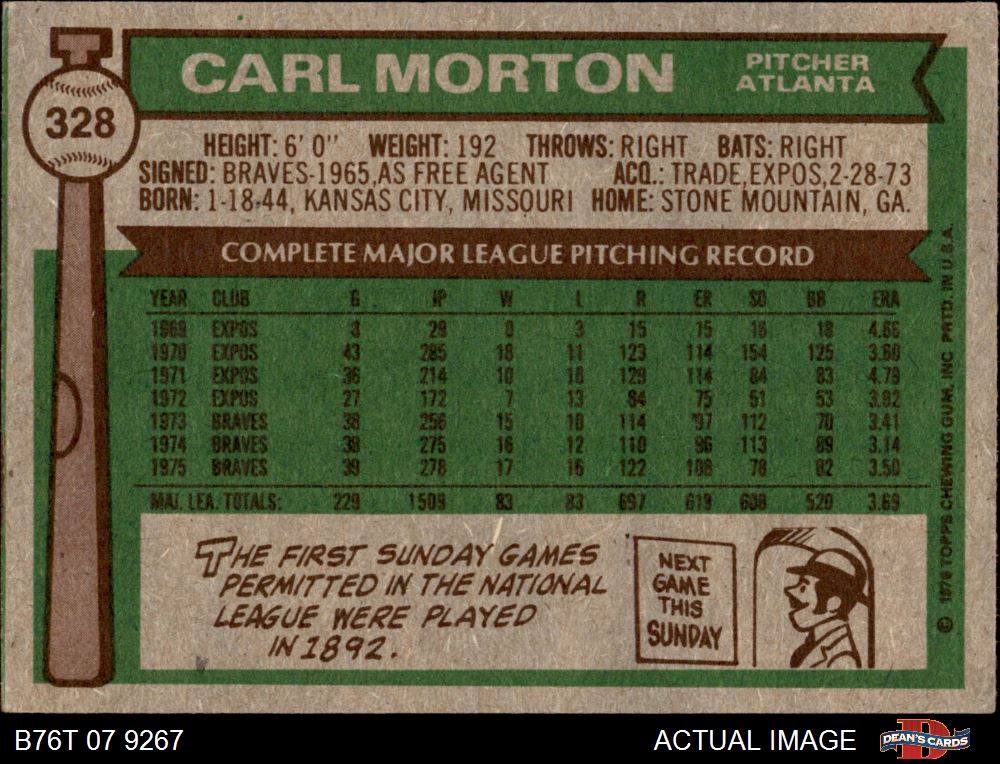 328
CARL MORTON
PITCHER
ATLANTA
HEIGHT: 6' 0" WEIGHT: 192 THROWS: RIGHT BATS: RIGHT
SIGNED: BRAVES-1965, AS FREE AGENT ACQ.: TRADE, EXPOS, 2-28-73
BORN: 1-18-44, KANSAS CITY, MISSOURI HOME: STONE MOUNTAIN, GA.
COMPLETE MAJOR LEAGUE PITCHING RECORD
YEAR CLUB G IP W L R ER SO BB ERA
1969 EXPOS 8 29 0 3 15 15 16 18 4.66
1970 EXPOS 43 285 18 11 123 114 154 125 3.60
1971 EXPOS 36 214 10 18 129 114 84 83 4.79
1972 EXPOS 27 172 7 13 84 75 51 53 3.92
1973 BRAVES 38 256 15 10 114 97 112 70 3.41
1974 BRAVES 38 275 16 12 110 96 113 89 3.14
1975 BRAVES 39 278 17 16 122 108 78 82 3.50
MAJ. LEA. TOTALS: 229 1509 83 83 697 619 608 520 3.69
THE FIRST SUNDAY GAMES
PERMITTED IN THE NATIONAL
LEAGUE WERE PLAYED
IN 1892.
NEXT
GAME
THIS
SUNDAY
© 1976 TOPPS CHEWING GUM, INC. PRTD. IN U.S.A.
B76T 07 9267
ACTUAL IMAGE
D
DEAN'S CARDS